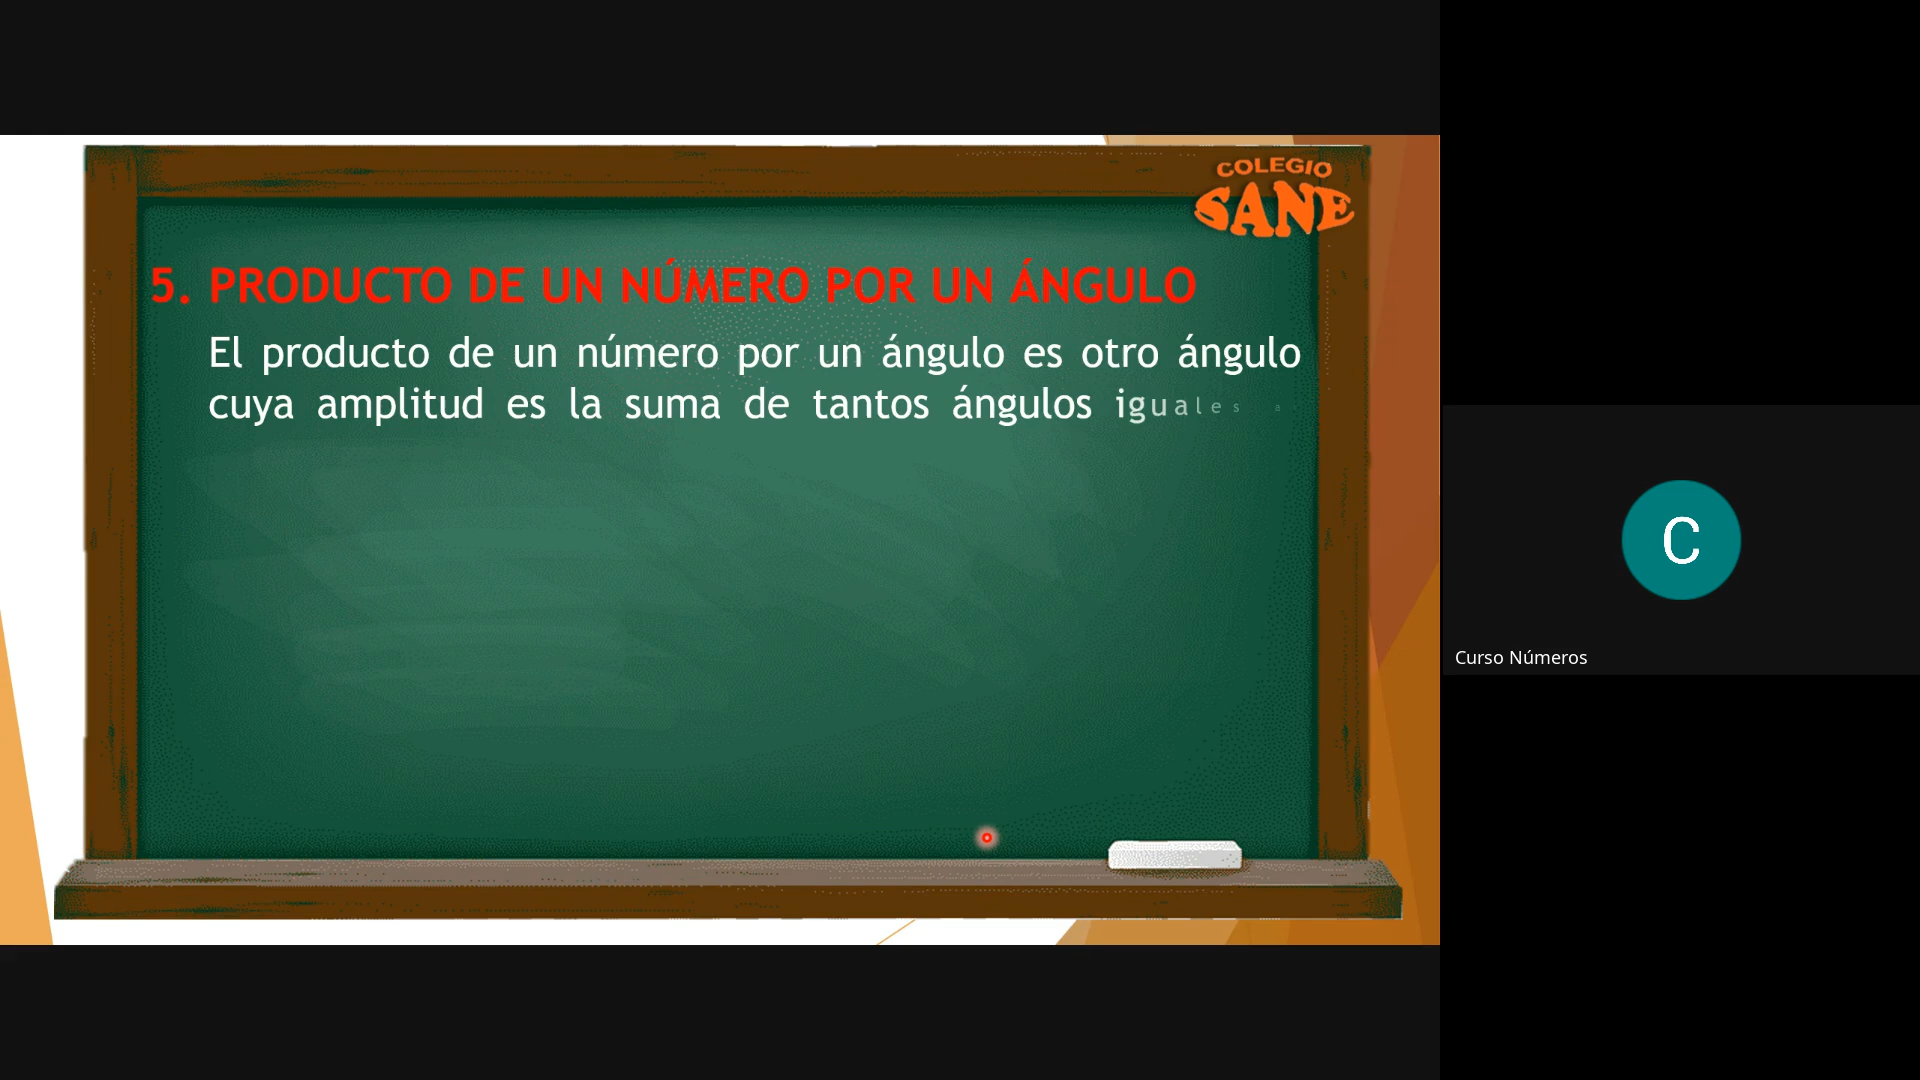 COLEGIO
SANE
5. PRODUCTO DE UN NÚMERO POR UN ÁNGULO
El producto de un número por un ángulo es otro ángulo
cuya amplitud es la suma de tantos ángulos iguales a
C
Curso Números